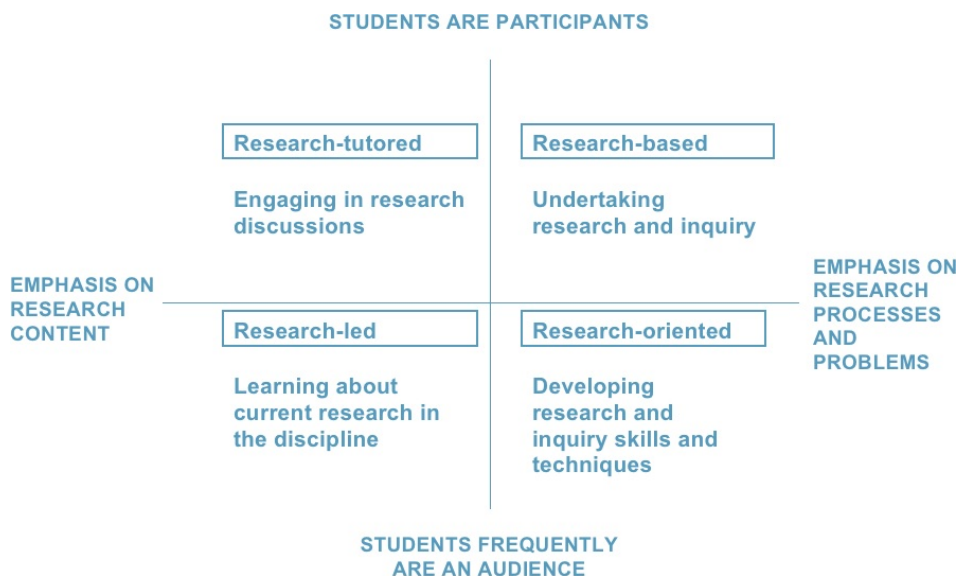 STUDENTS ARE PARTICIPANTS
Research-tutored
Engaging in research
discussions
Research-based
Undertaking
research and inquiry
EMPHASIS ON
RESEARCH
CONTENT
EMPHASIS ON
RESEARCH
PROCESSES
AND
PROBLEMS
Research-led
Learning about
current research in
the discipline
Research-oriented
Developing
research and
inquiry skills and
techniques
STUDENTS FREQUENTLY
ARE AN AUDIENCE